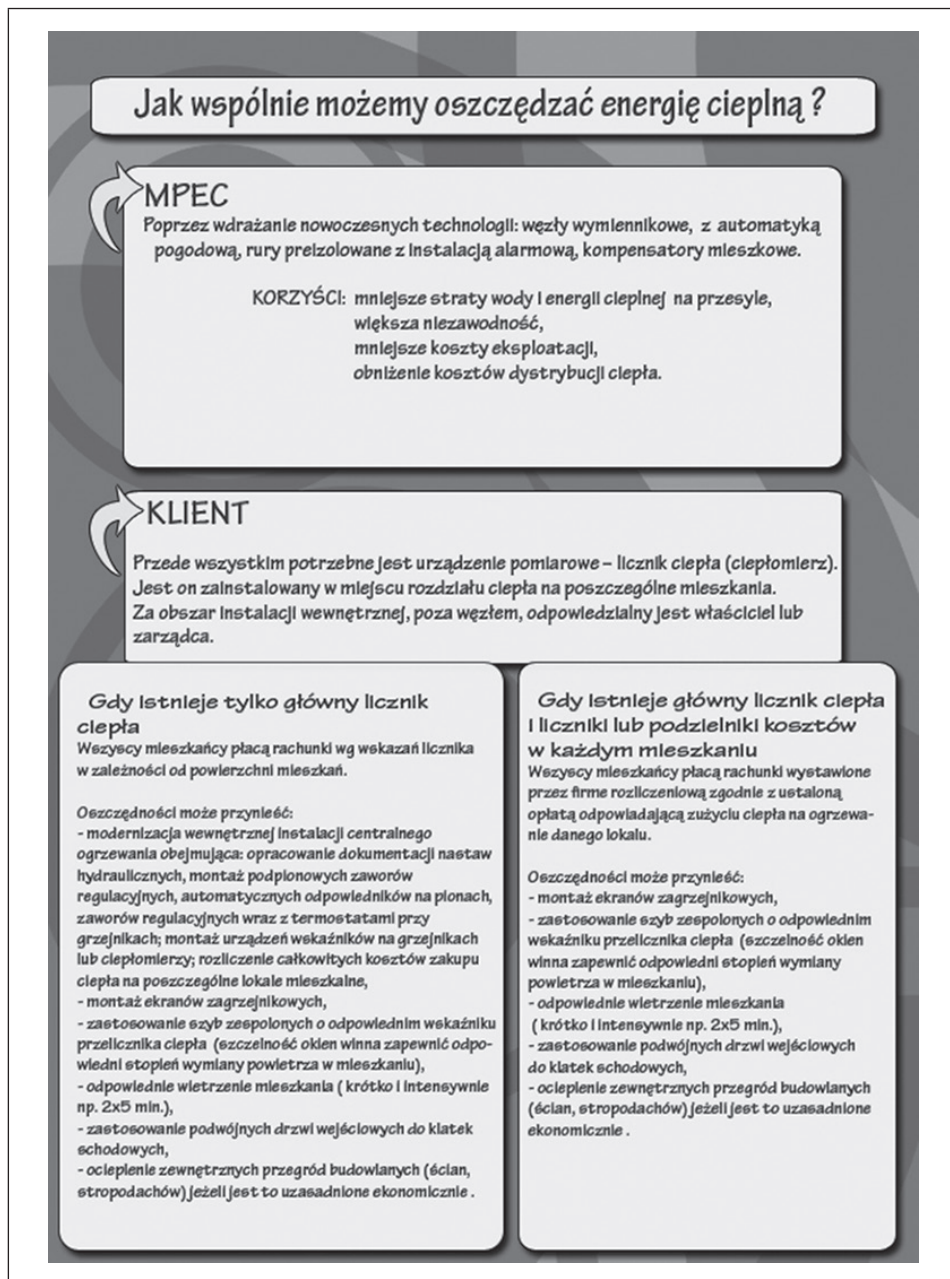 Jak wspólnie możemy oszczędzać energię cieplną ?
MPEC
Poprzez wdrażanie nowoczesnych technologii: węzły wymiennikowe, z automatyką
pogodową, rury preizolowane z instalacją alarmową, kompensatory mieszkowe.
KORZYŚCI: mniejsze straty wody i energii cieplnej na przesyle,
większa niezawodność,
mniejsze koszty eksploatacji,
obniżenie kosztów dystrybucji ciepła.
KLIENT
Przede wszystkim potrzebne jest urządzenie pomiarowe – licznik ciepła (ciepłomierz).
Jest on zainstalowany w miejscu rozdziału ciepła na poszczególne mieszkania.
Za obszar instalacji wewnętrznej, poza węzłem, odpowiedzialny jest właściciel lub
zarządca.
Gdy istnieje tylko główny licznik
ciepła
Wszyscy mieszkańcy płacą rachunki wg wskazań licznika
w zależności od powierzchni mieszkań.
Oszczędności może przynieść:
- modernizacja wewnętrznej instalacji centralnego
ogrzewania obejmująca: opracowanie dokumentacji nastaw
hydraulicznych, montaż podpionowych zaworów
regulacyjnych, automatycznych odpowiedników na pionach,
zaworów regulacyjnych wraz z termostatami przy
grzejnikach; montaż urządzeń wskaźników na grzejnikach
lub ciepłomierzy; rozliczenie całkowitych kosztów zakupu
ciepła na poszczególne lokale mieszkalne,
- montaż ekranów zagrzejnikowych,
- zastosowanie szyb zespolonych o odpowiednim wskaźniku
przelicznika ciepła (szczelność okien winna zapewnić odpo-
wiedni stopień wymiany powietrza w mieszkaniu),
- odpowiednie wietrzenie mieszkania ( krótko i intensywnie
np. 2x5 min.),
- zastosowanie podwójnych drzwi wejściowych do klatek
schodowych,
- ocieplenie zewnętrznych przegród budowlanych (ścian,
stropodachów) jeżeli jest to uzasadnione ekonomicznie .
Gdy istnieje główny licznik ciepła
i liczniki lub podzielniki kosztów
w każdym mieszkaniu
Wszyscy mieszkańcy płacą rachunki wystawione
przez firme rozliczeniową zgodnie z ustaloną
opłatą odpowiadającą zużyciu ciepła na ogrzewa-
nie danego lokalu.
Oszczędności może przynieść:
- montaż ekranów zagrzejnikowych,
- zastosowanie szyb zespolonych o odpowiednim
wskaźniku przelicznika ciepła (szczelność okien
winna zapewnić odpowiedni stopień wymiany
powietrza w mieszkaniu),
- odpowiednie wietrzenie mieszkania
( krótko i intensywnie np. 2x5 min.),
- zastosowanie podwójnych drzwi wejściowych
do klatek schodowych,
- ocieplenie zewnętrznych przegród budowlanych
(ścian, stropodachów) jeżeli jest to uzasadnione
ekonomicznie .